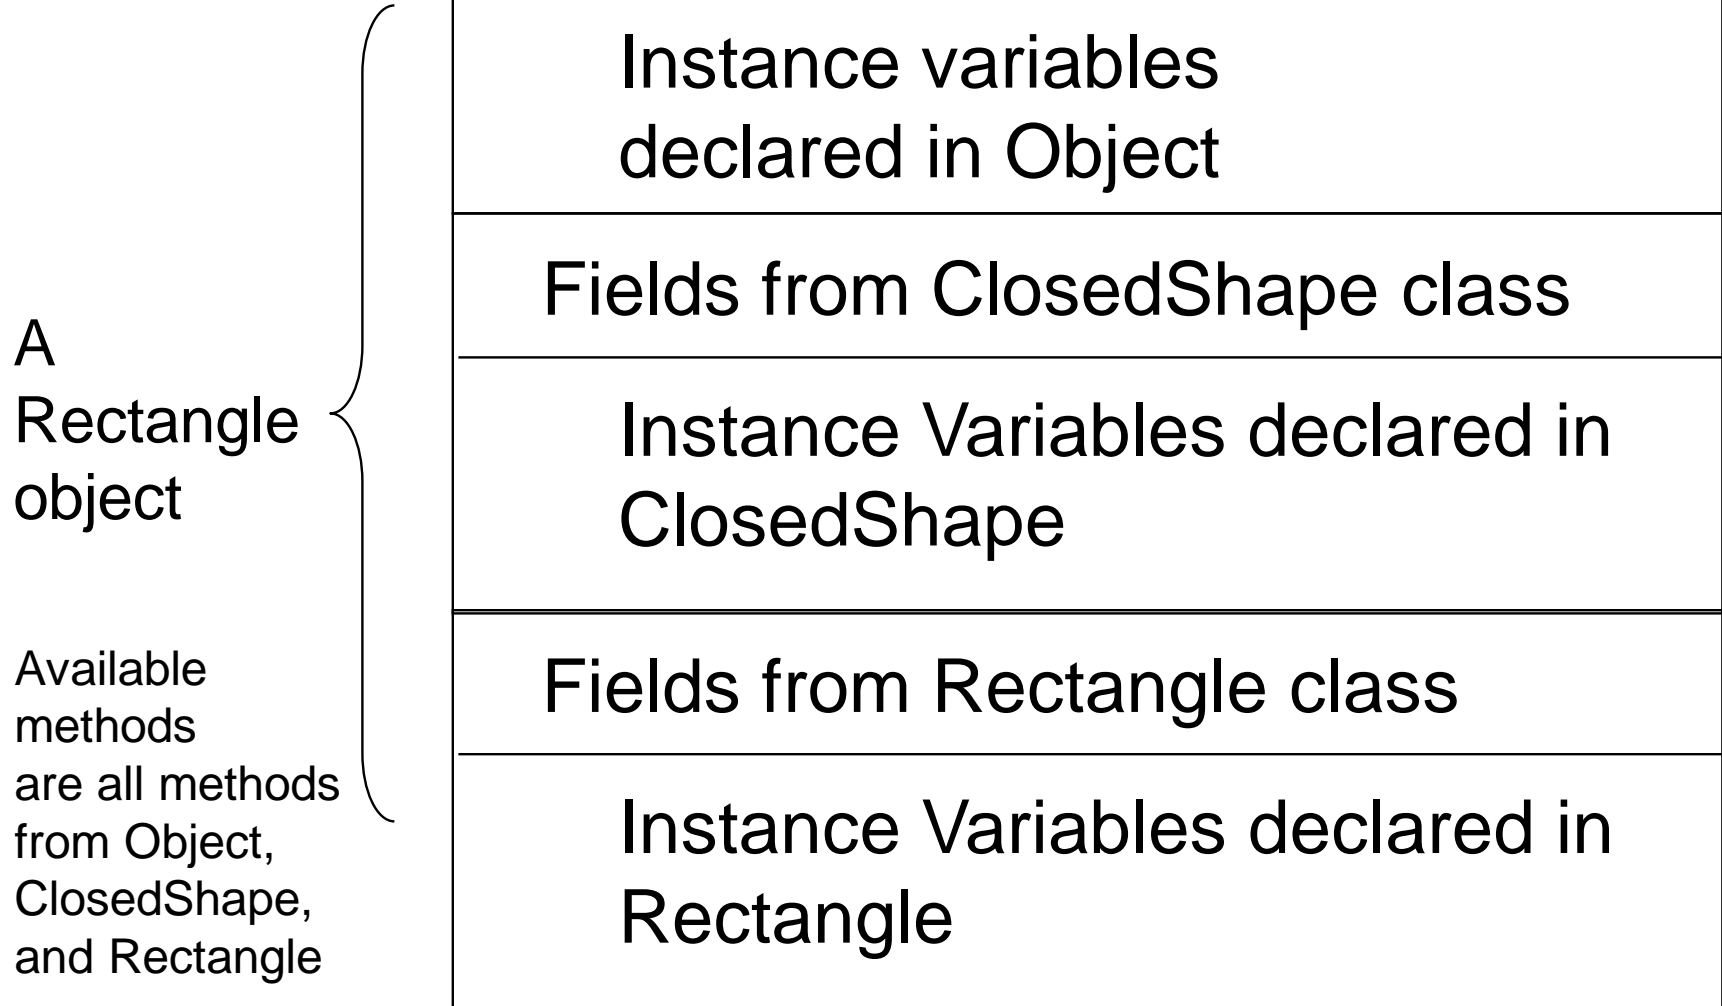 Instance variables
declared in Object
Fields from ClosedShape class
A
Rectangle
object
Instance Variables declared in
ClosedShape
Available
methods
are all methods
from Object,
ClosedShape,
and Rectangle
Fields from Rectangle class
Instance Variables declared in
Rectangle